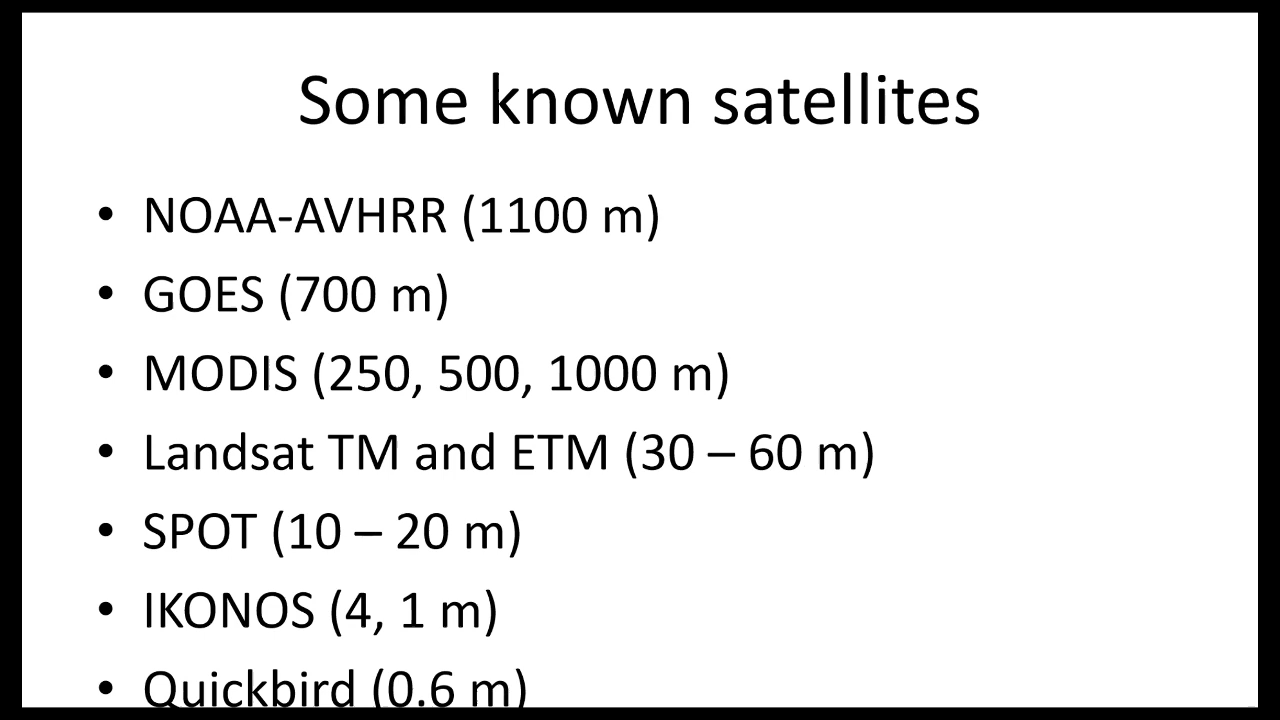 Some known satellites
• NOAA-AVHRR (1100 m)
• GOES (700 m)
• MODIS (250, 500, 1000 m)
• Landsat TM and ETM (30 – 60 m)
• SPOT (10 – 20 m)
• IKONOS (4, 1 m)
• Quickbird (0.6 m)